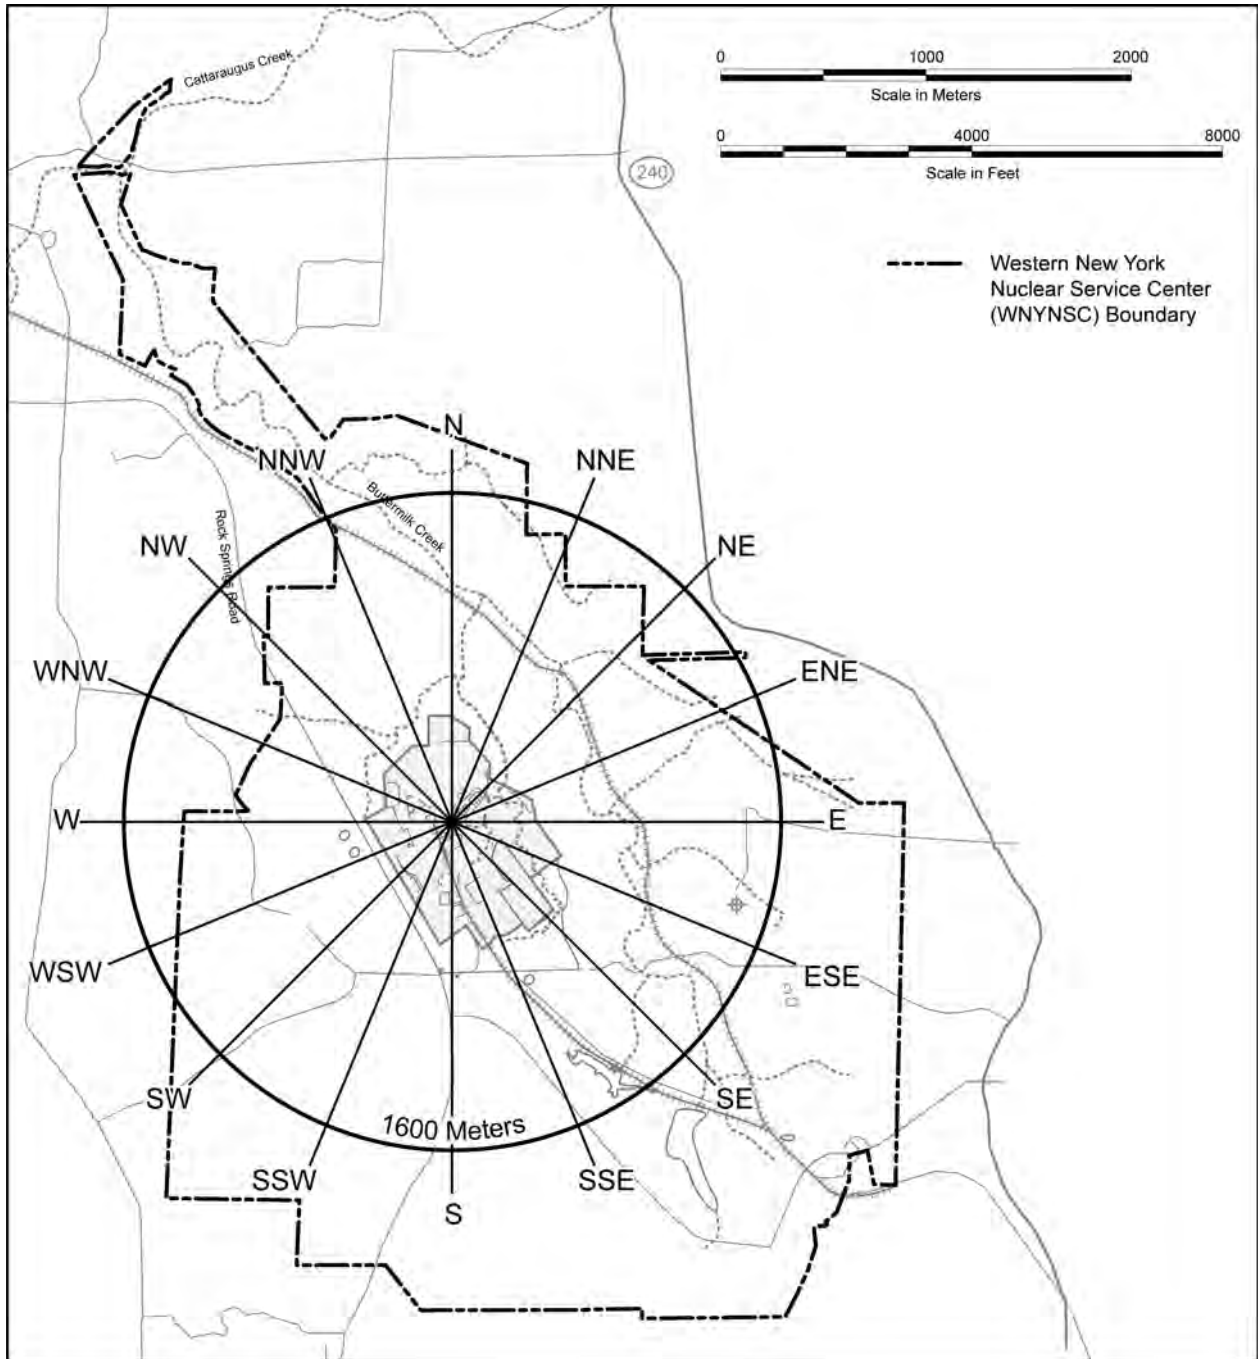 0 1000 2000
Scale in Meters
0 4000 8000
Scale in Feet
Cattaraugus Creek
240
Western New York
Nuclear Service Center
(WNYNSC) Boundary
N
NNW
NNE
Buttermilk Creek
Rock Springs Road
NW
NE
WNW
ENE
W
E
WSW
ESE
SW
SE
1600 Meters
SSW
SSE
S